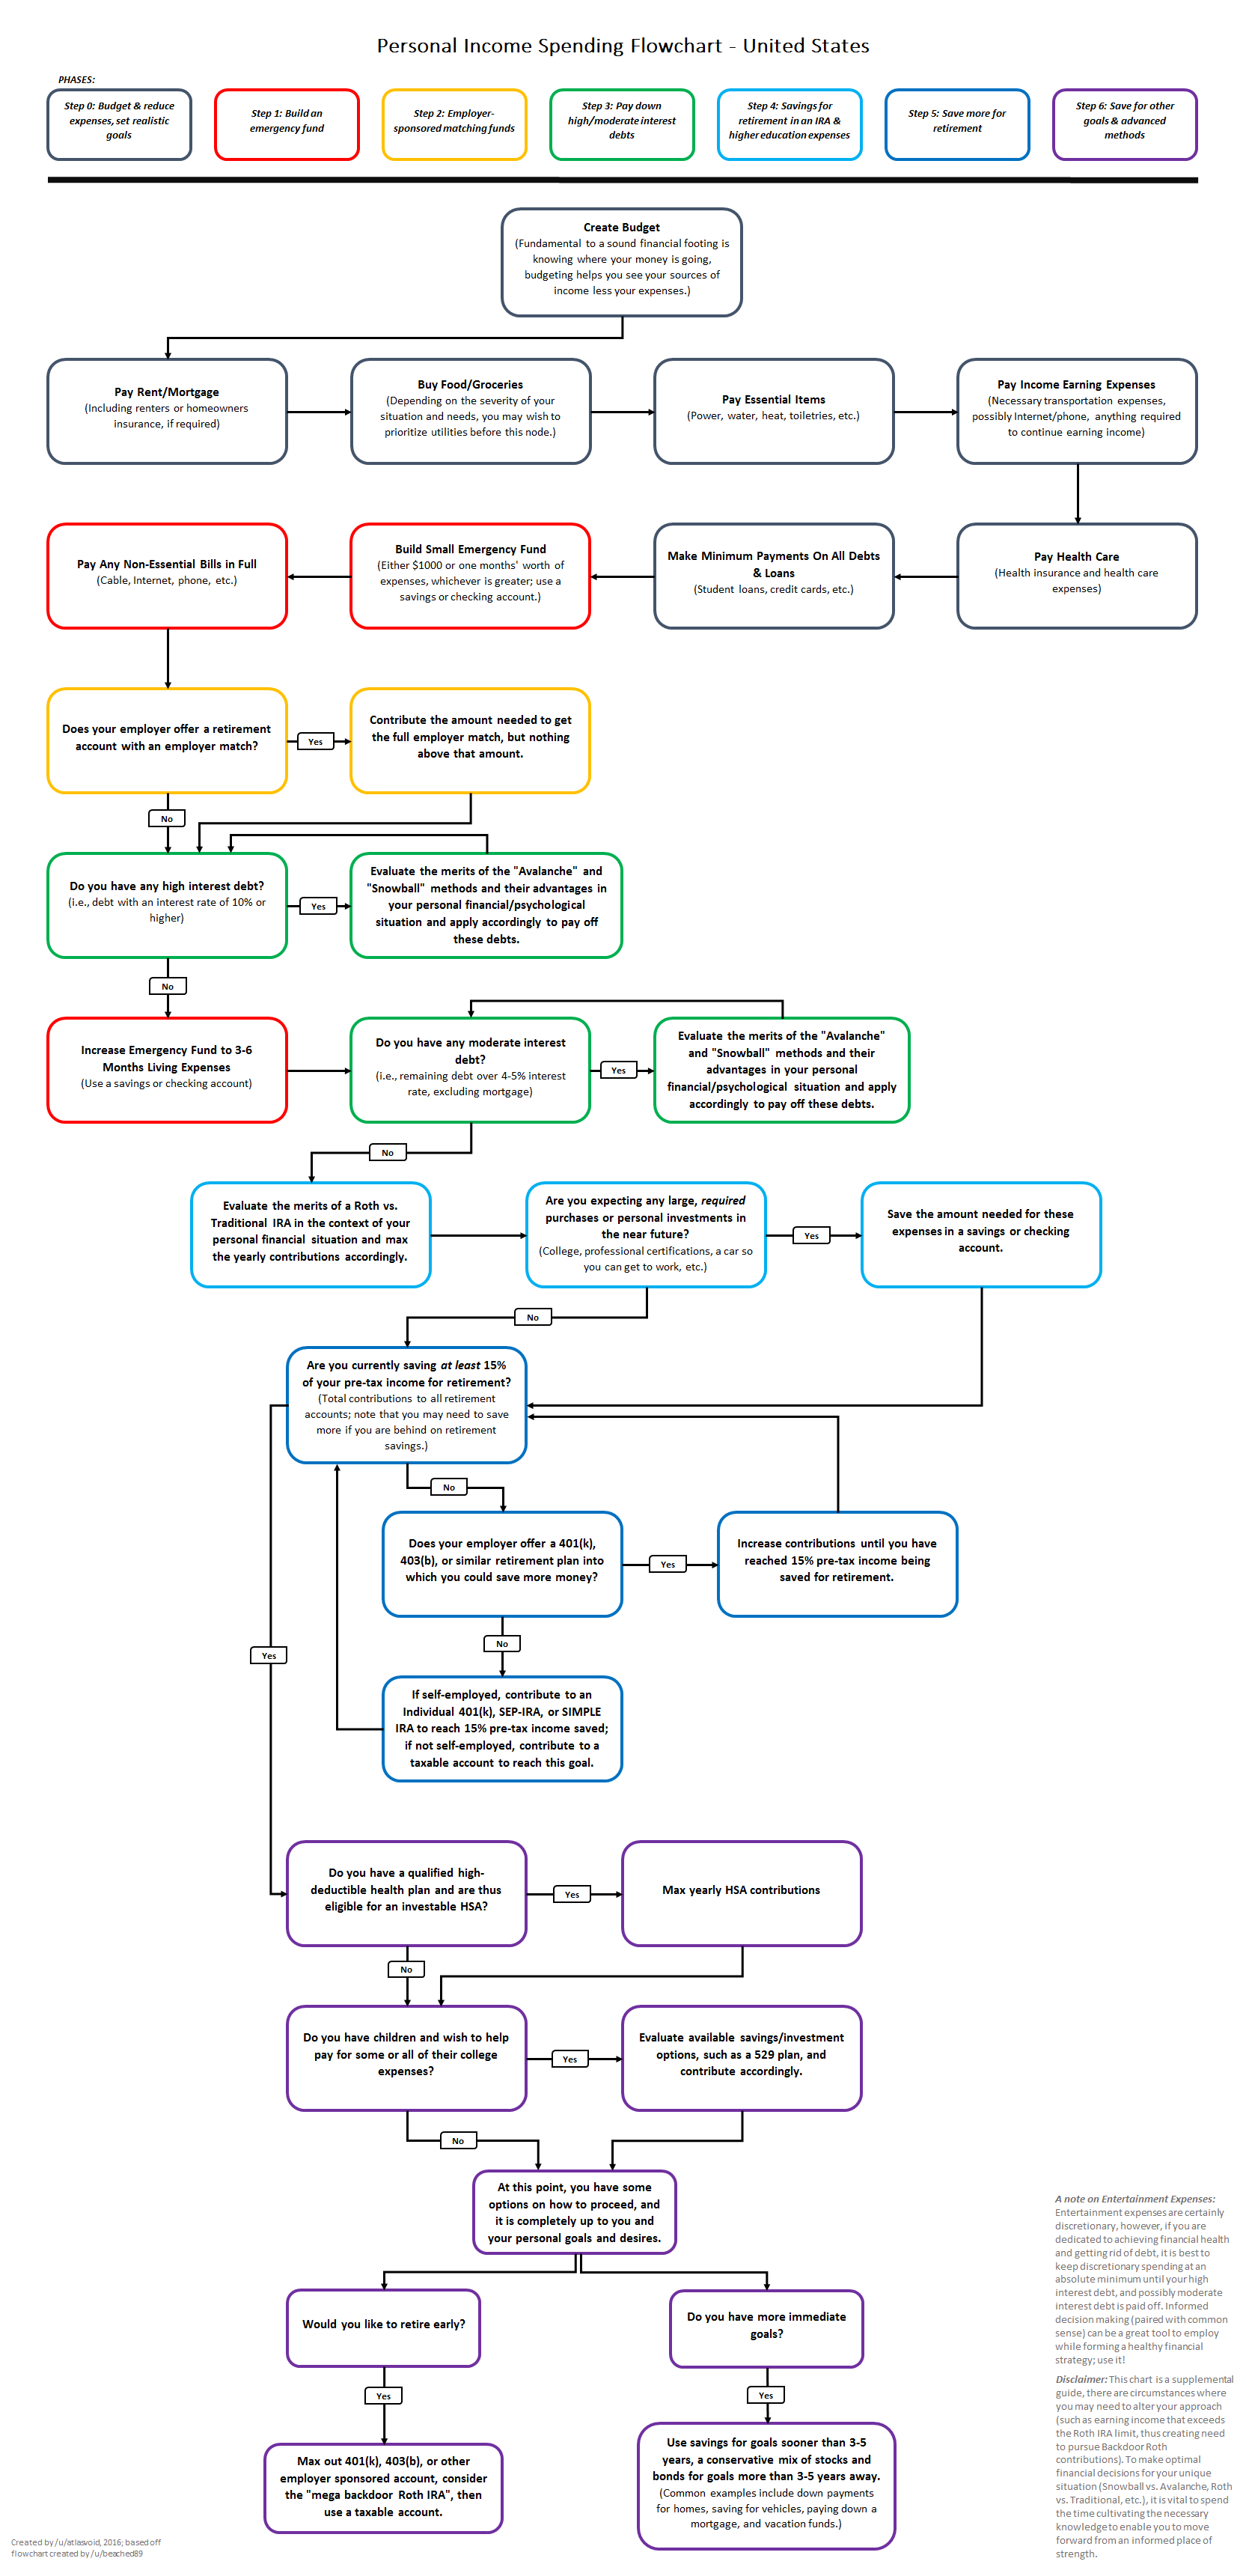 Personal Income Spending Flowchart - United States
PHASES:
Step 0: Budget & reduce
expenses, set realistic
goals
Step 1: Build an
emergency fund
Step 2: Employer-
sponsored matching funds
Step 3: Pay down
high/moderate interest
debts
Step 4: Savings for
retirement in an IRA &
higher education expenses
Step 5: Save more for
retirement
Step 6: Save for other
goals & advanced
methods
Create Budget
(Fundamental to a sound financial footing is
knowing where your money is going,
budgeting helps you see your sources of
income less your expenses.)
Pay Rent/Mortgage
(Including renters or homeowners
insurance, if required)
Buy Food/Groceries
(Depending on the severity of your
situation and needs, you may wish to
prioritize utilities before this node.)
Pay Essential Items
(Power, water, heat, toiletries, etc.)
Pay Income Earning Expenses
(Necessary transportation expenses,
possibly Internet/phone, anything required
to continue earning income)
Pay Any Non-Essential Bills in Full
(Cable, Internet, phone, etc.)
Build Small Emergency Fund
(Either $1000 or one months' worth of
expenses, whichever is greater; use a
savings or checking account.)
Make Minimum Payments On All Debts
& Loans
(Student loans, credit cards, etc.)
Pay Health Care
(Health insurance and health care
expenses)
Does your employer offer a retirement
account with an employer match?
Yes
Contribute the amount needed to get
the full employer match, but nothing
above that amount.
No
Do you have any high interest debt?
(i.e., debt with an interest rate of 10% or
higher)
Yes
Evaluate the merits of the "Avalanche" and
"Snowball" methods and their advantages in
your personal financial/psychological
situation and apply accordingly to pay off
these debts.
No
Increase Emergency Fund to 3-6
Months Living Expenses
(Use a savings or checking account)
Do you have any moderate interest
debt?
(i.e., remaining debt over 4-5% interest
rate, excluding mortgage)
Yes
Evaluate the merits of the "Avalanche"
and "Snowball" methods and their
advantages in your personal
financial/psychological situation and apply
accordingly to pay off these debts.
No
Evaluate the merits of a Roth vs.
Traditional IRA in the context of your
personal financial situation and max
the yearly contributions accordingly.
Are you expecting any large, required
purchases or personal investments in
the near future?
(College, professional certifications, a car so
you can get to work, etc.)
Yes
Save the amount needed for these
expenses in a savings or checking
account.
No
Are you currently saving at least 15%
of your pre-tax income for retirement?
(Total contributions to all retirement
accounts; note that you may need to save
more if you are behind on retirement
savings.)
No
Does your employer offer a 401(k),
403(b), or similar retirement plan into
which you could save more money?
Yes
Increase contributions until you have
reached 15% pre-tax income being
saved for retirement.
No
Yes
If self-employed, contribute to an
Individual 401(k), SEP-IRA, or SIMPLE
IRA to reach 15% pre-tax income saved;
if not self-employed, contribute to a
taxable account to reach this goal.
Do you have a qualified high-
deductible health plan and are thus
eligible for an investable HSA?
Yes
Max yearly HSA contributions
No
Do you have children and wish to help
pay for some or all of their college
expenses?
Yes
Evaluate available savings/investment
options, such as a 529 plan, and
contribute accordingly.
No
At this point, you have some
options on how to proceed, and
it is completely up to you and
your personal goals and desires.
Would you like to retire early?
Do you have more immediate
goals?
Yes
Yes
Max out 401(k), 403(b), or other
employer sponsored account, consider
the "mega backdoor Roth IRA", then
use a taxable account.
Use savings for goals sooner than 3-5
years, a conservative mix of stocks and
bonds for goals more than 3-5 years away.
(Common examples include down payments
for homes, saving for vehicles, paying down a
mortgage, and vacation funds.)
A note on Entertainment Expenses:
Entertainment expenses are certainly
discretionary, however, if you are
dedicated to achieving financial health
and getting rid of debt, it is best to
keep discretionary spending at an
absolute minimum until your high
interest debt, and possibly moderate
interest debt is paid off. Informed
decision making (paired with common
sense) can be a great tool to employ
while forming a healthy financial
strategy; use it!
Disclaimer: This chart is a supplemental
guide, there are circumstances where
you may need to alter your approach
(such as earning income that exceeds
the Roth IRA limit, thus creating need
to pursue Backdoor Roth
contributions). To make optimal
financial decisions for your unique
situation (Snowball vs. Avalanche, Roth
vs. Traditional, etc.), it is vital to spend
the time cultivating the necessary
knowledge to enable you to move
forward from an informed place of
strength.
Created by /u/atlasvoid, 2016; based off
flowchart created by /u/beached89